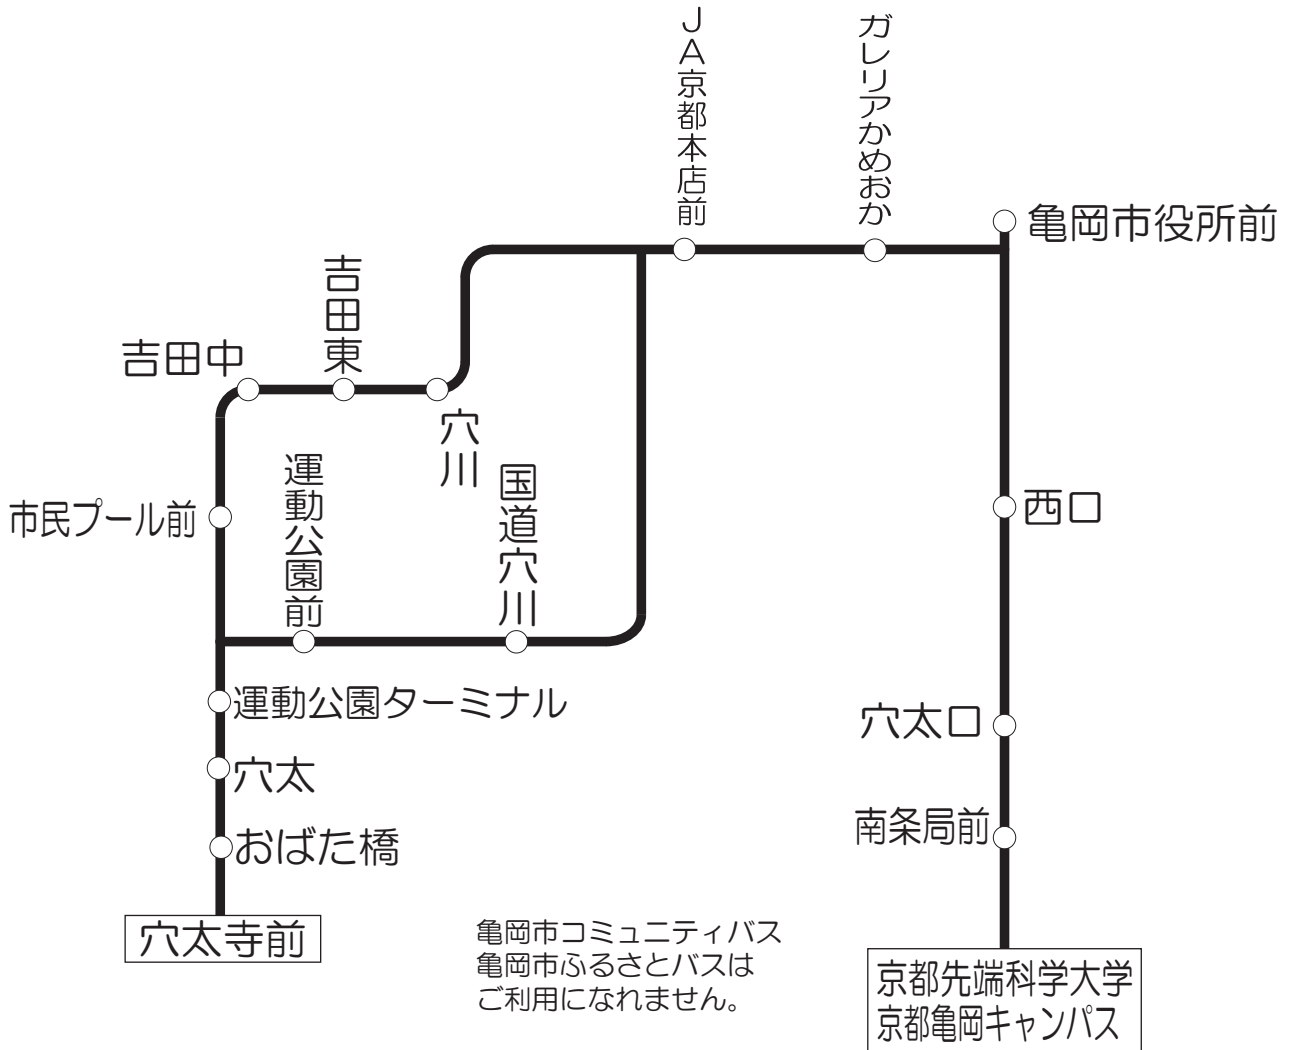 JA京都本店前
ガレリアかめおか
亀岡市役所前
吉田東
吉田中
穴川
運動公園前
国道穴川
市民プール前
西口
運動公園ターミナル
穴太口
穴太
南条局前
おばた橋
穴太寺前
亀岡市コミュニティバス
亀岡市ふるさとバスは
ご利用になれません。
京都先端科学大学
京都亀岡キャンパス